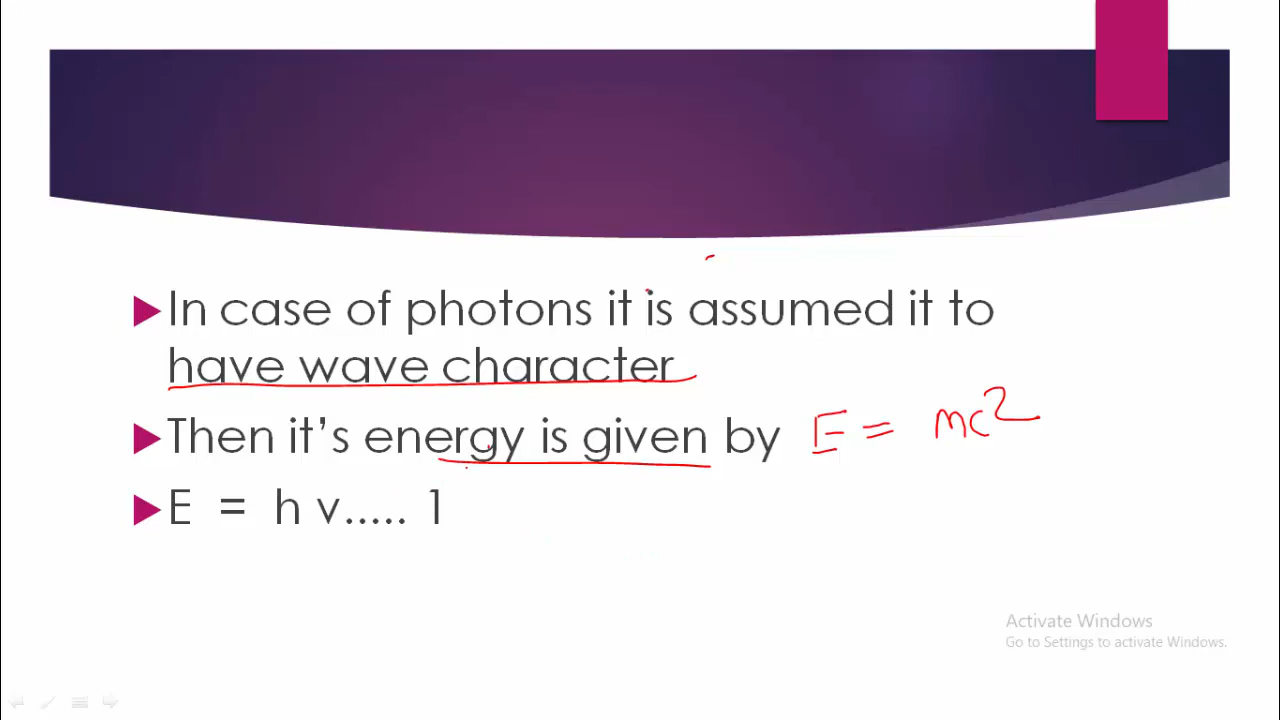 In case of photons it is assumed it to
have wave character
Then it's energy is given by E = mc²
E = h v..... 1
Activate Windows
Go to Settings to activate Windows.